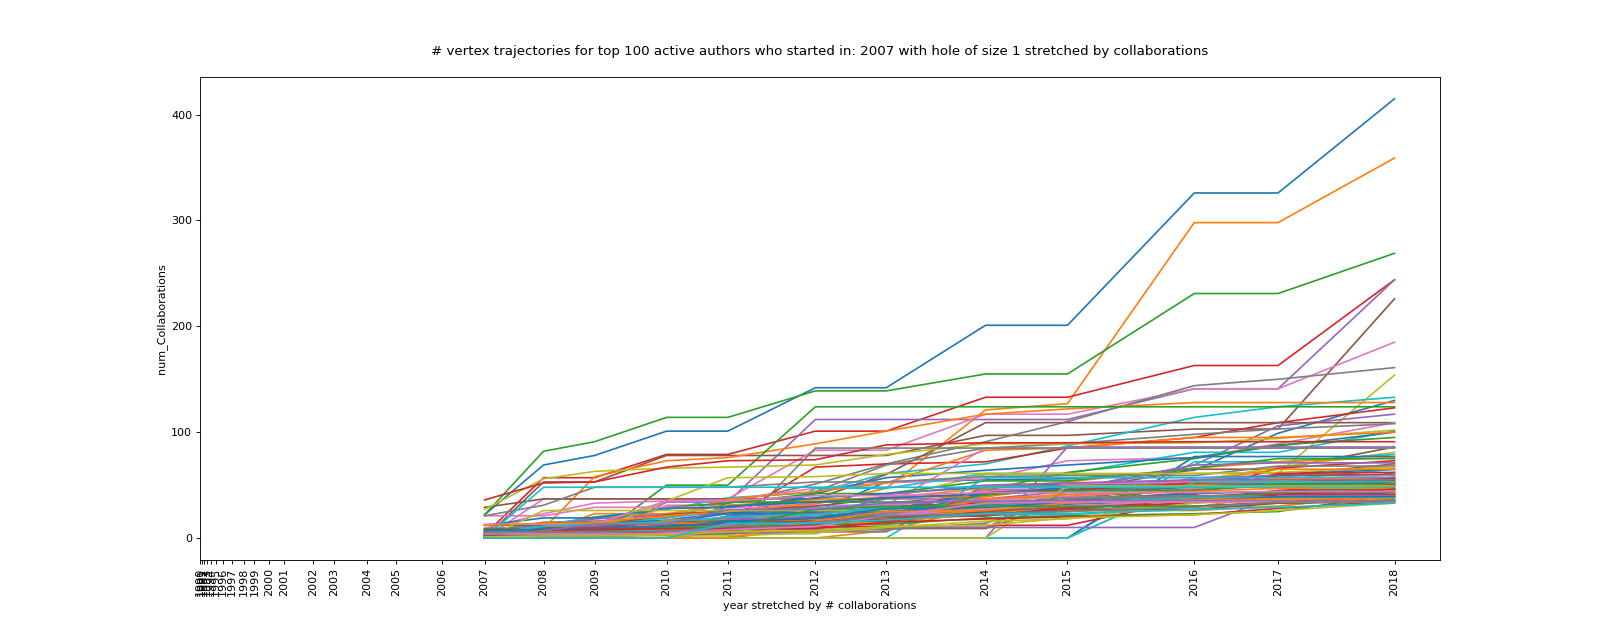 # vertex trajectories for top 100 active authors who started in: 2007 with hole of size 1 stretched by collaborations
400
300
200
100
0
num_Collaborations
1996 1997 1998 1999 2000 2001 2002 2003 2004 2005 2006 2007 2008 2009 2010 2011 2012 2013 2014 2015 2016 2017 2018
year stretched by # collaborations